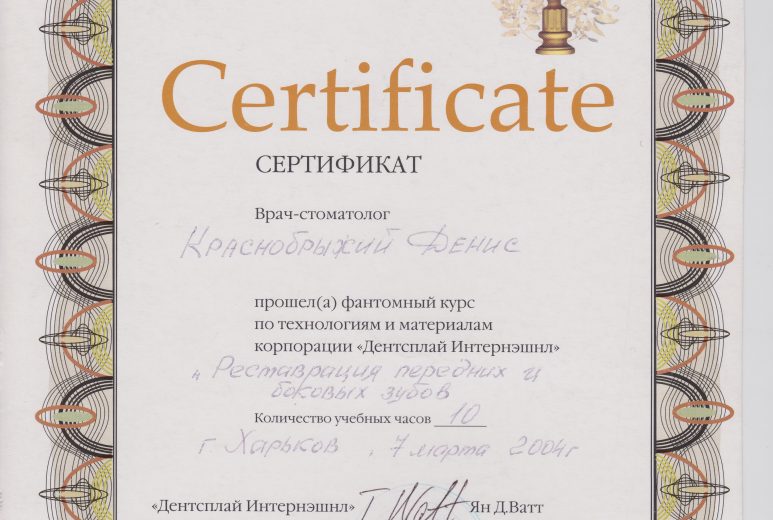 Certificate
СЕРТИФИКАТ
Врач-стоматолог
Краснобрыжий Денис
прошел(а) фантомный курс
по технологиям и материалам
корпорации «Дентсплай Интернэшнл»
„ Реставрация передних и
боковых зубов
Количество учебных часов 10
г. Харьков, 7 марта 2004г
«Дентсплай Интернэшнл» I Watt Ян Д.Ватт